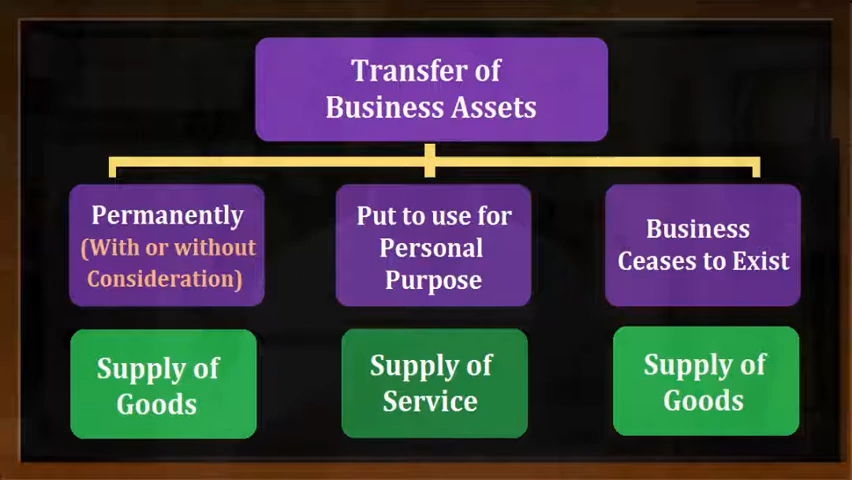 Transfer of
Business Assets
Permanently
(With or without
Consideration)
Put to use for
Personal
Purpose
Business
Ceases to Exist
Supply of
Goods
Supply of
Service
Supply of
Goods